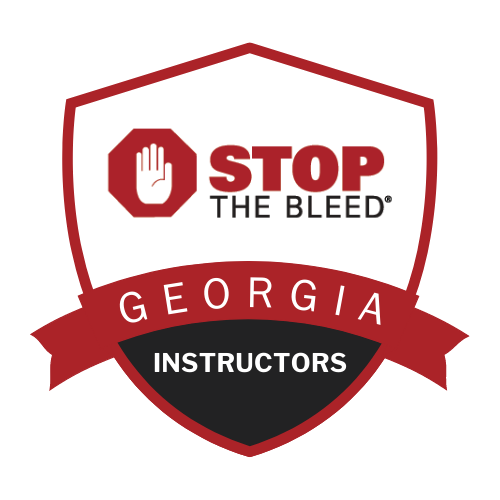 STOP
THE BLEED®
GEORGIA
INSTRUCTORS